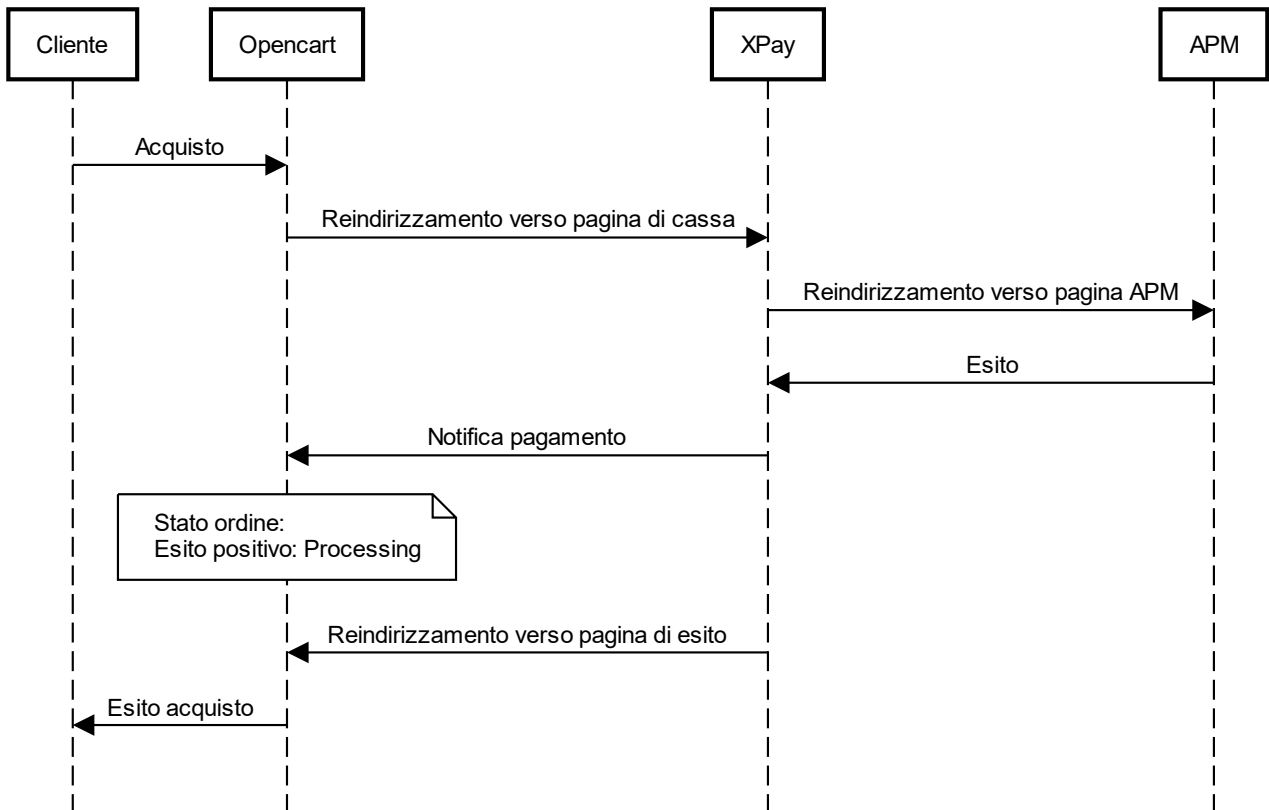 Cliente
Opencart
XPay
APM
Acquisto
Reindirizzamento verso pagina di cassa
Reindirizzamento verso pagina APM
Esito
Notifica pagamento
Stato ordine:
Esito positivo: Processing
Reindirizzamento verso pagina di esito
Esito acquisto